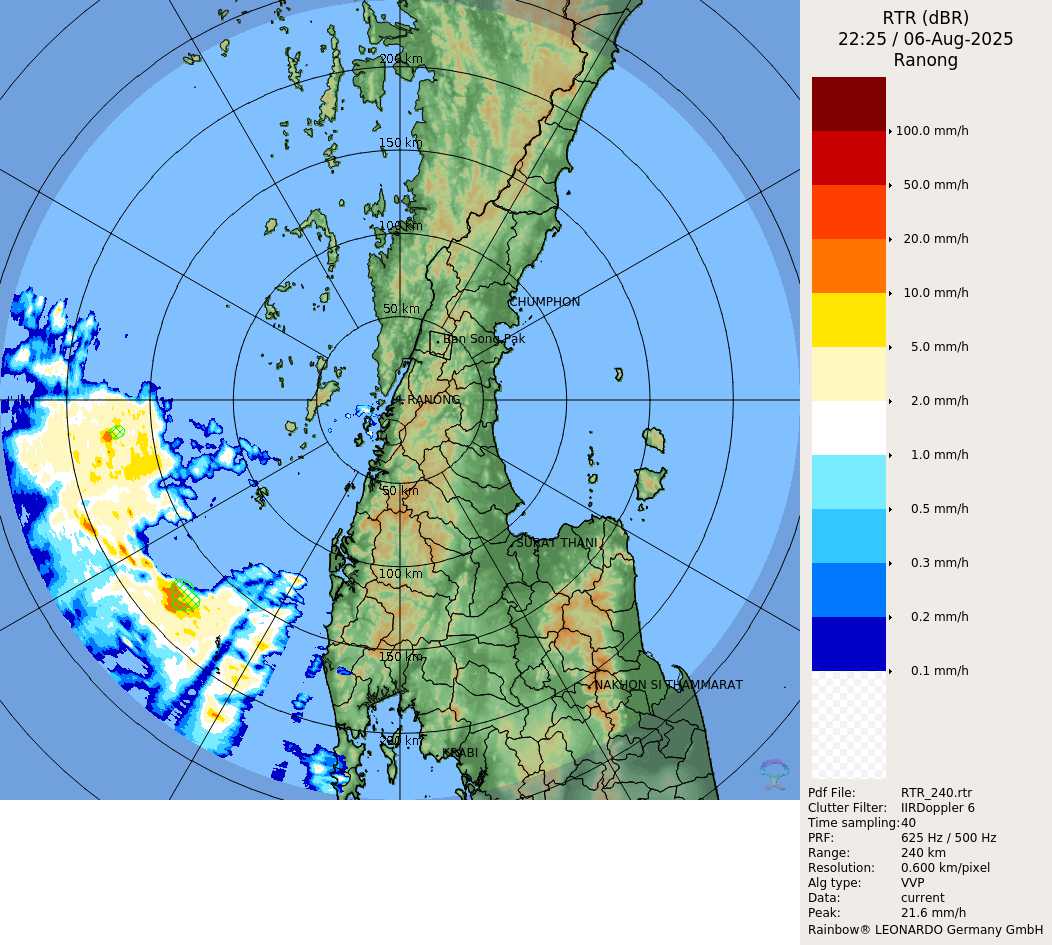 RTR (dBR)
22:25 / 06-Aug-2025
Ranong
100.0 mm/h
50.0 mm/h
20.0 mm/h
10.0 mm/h
5.0 mm/h
2.0 mm/h
1.0 mm/h
0.5 mm/h
0.3 mm/h
0.2 mm/h
0.1 mm/h
200 km
150 km
100 km
CHUMPHON
50 km
Ban Song Pak
RANONG
50 km
SURAT THANI
100 km
150 km
NAKHON SI THAMMARAT
200 km
KRABI
Pdf File: RTR_240.rtr
Clutter Filter: IIRDoppler 6
Time sampling: 40
PRF: 625 Hz / 500 Hz
Range: 240 km
Resolution: 0.600 km/pixel
Alg type: VVP
Data: current
Peak: 21.6 mm/h
Rainbow® LEONARDO Germany GmbH